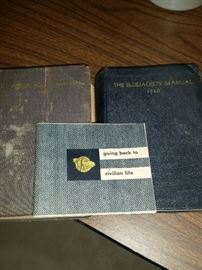 THE BLUEJACKETS' MANUAL
1940
going back to
civilian life